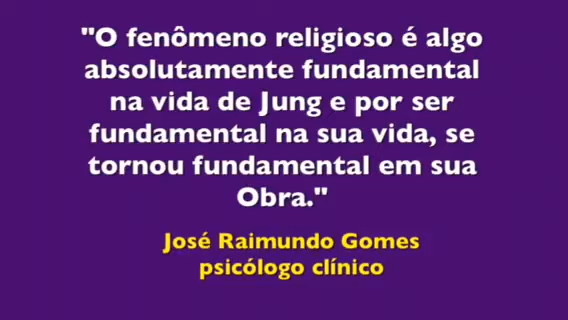 "O fenômeno religioso é algo
absolutamente fundamental
na vida de Jung e por ser
fundamental na sua vida, se
tornou fundamental em sua
Obra."
José Raimundo Gomes
psicólogo clínico